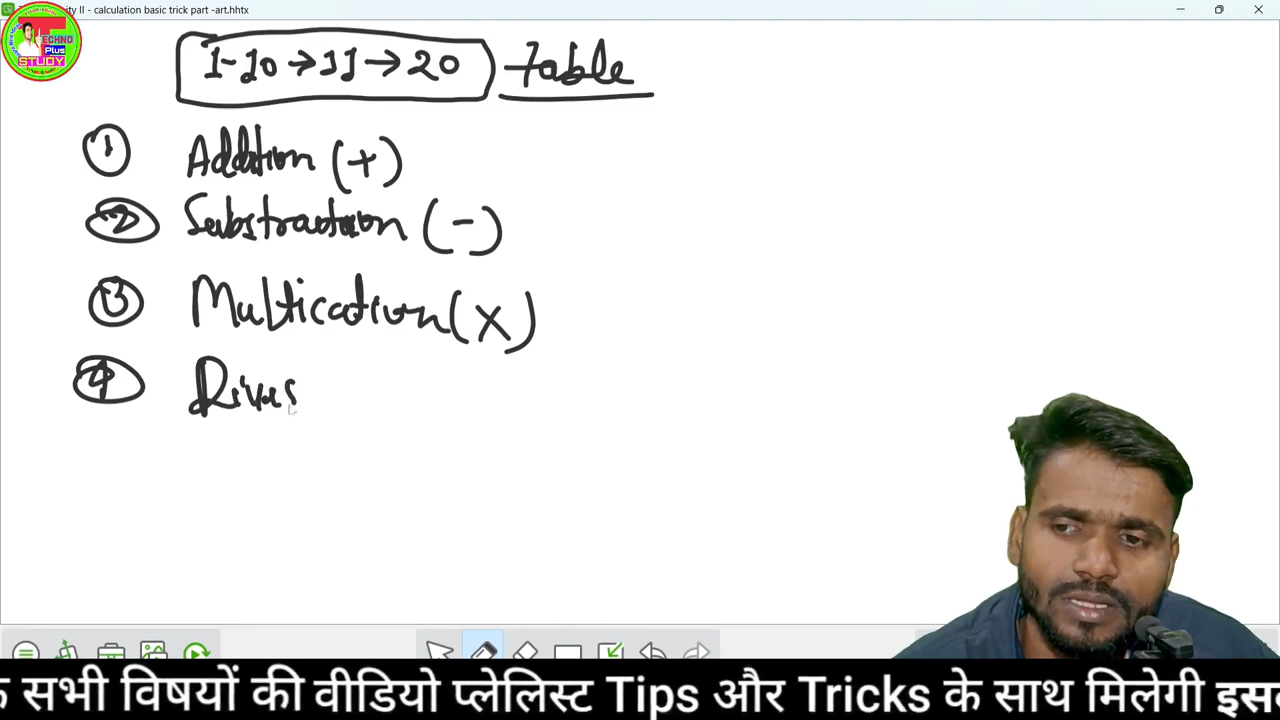 ity II - calculation basic trick part -art.hhtx
TECHNO
Plus
STUDY
1-10→11→20 Table
① Addition (+)
② Substraction (-)
③ Multication (×)
④ Divis
सभी विषयों की वीडियो प्लेलिस्ट Tips और Tricks के साथ मिलेगी इस